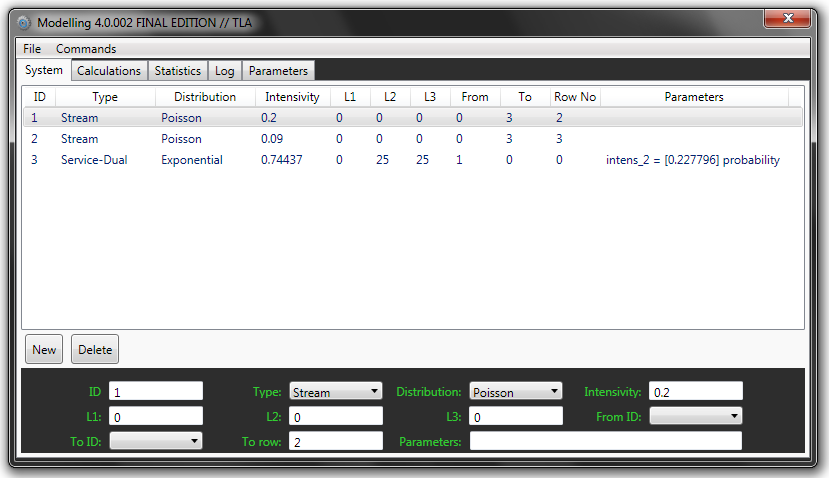 Modelling 4.0.002 FINAL EDITION // TLA
File Commands
System Calculations Statistics Log Parameters
ID Type Distribution Intensivity L1 L2 L3 From To Row No Parameters
1 Stream Poisson 0.2 0 0 0 0 3 2
2 Stream Poisson 0.09 0 0 0 0 3 3
3 Service-Dual Exponential 0.74437 0 25 25 1 0 0 intens_2 = [0.227796] probability
New Delete
ID 1 Type: Stream Distribution: Poisson Intensivity: 0.2
L1: 0 L2: 0 L3: 0 From ID:
To ID: To row: 2 Parameters: